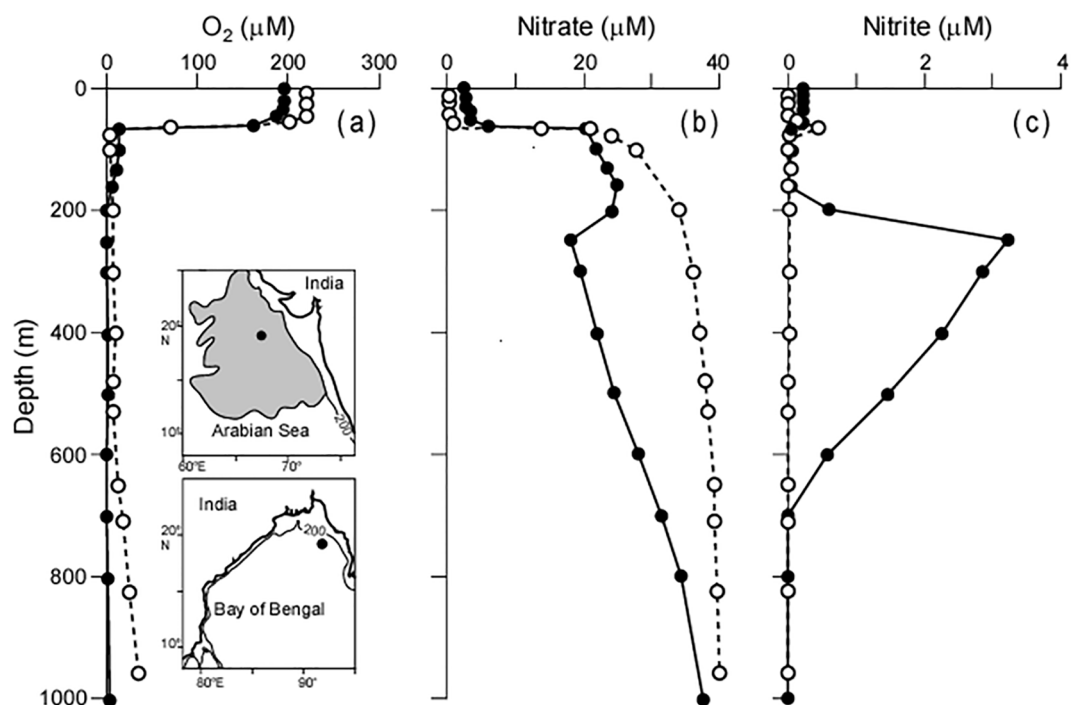 O₂ (μM) Nitrate (μM) Nitrite (μM)
0 100 200 300 0 20 40 0 2 4
0
(a) (b) (c)
200
India
20°
N
400
Depth (m)
200
10°
Arabian Sea
60°E 70°
600
India
200
20°
N
800
Bay of Bengal
10°
80°E 90°
1000